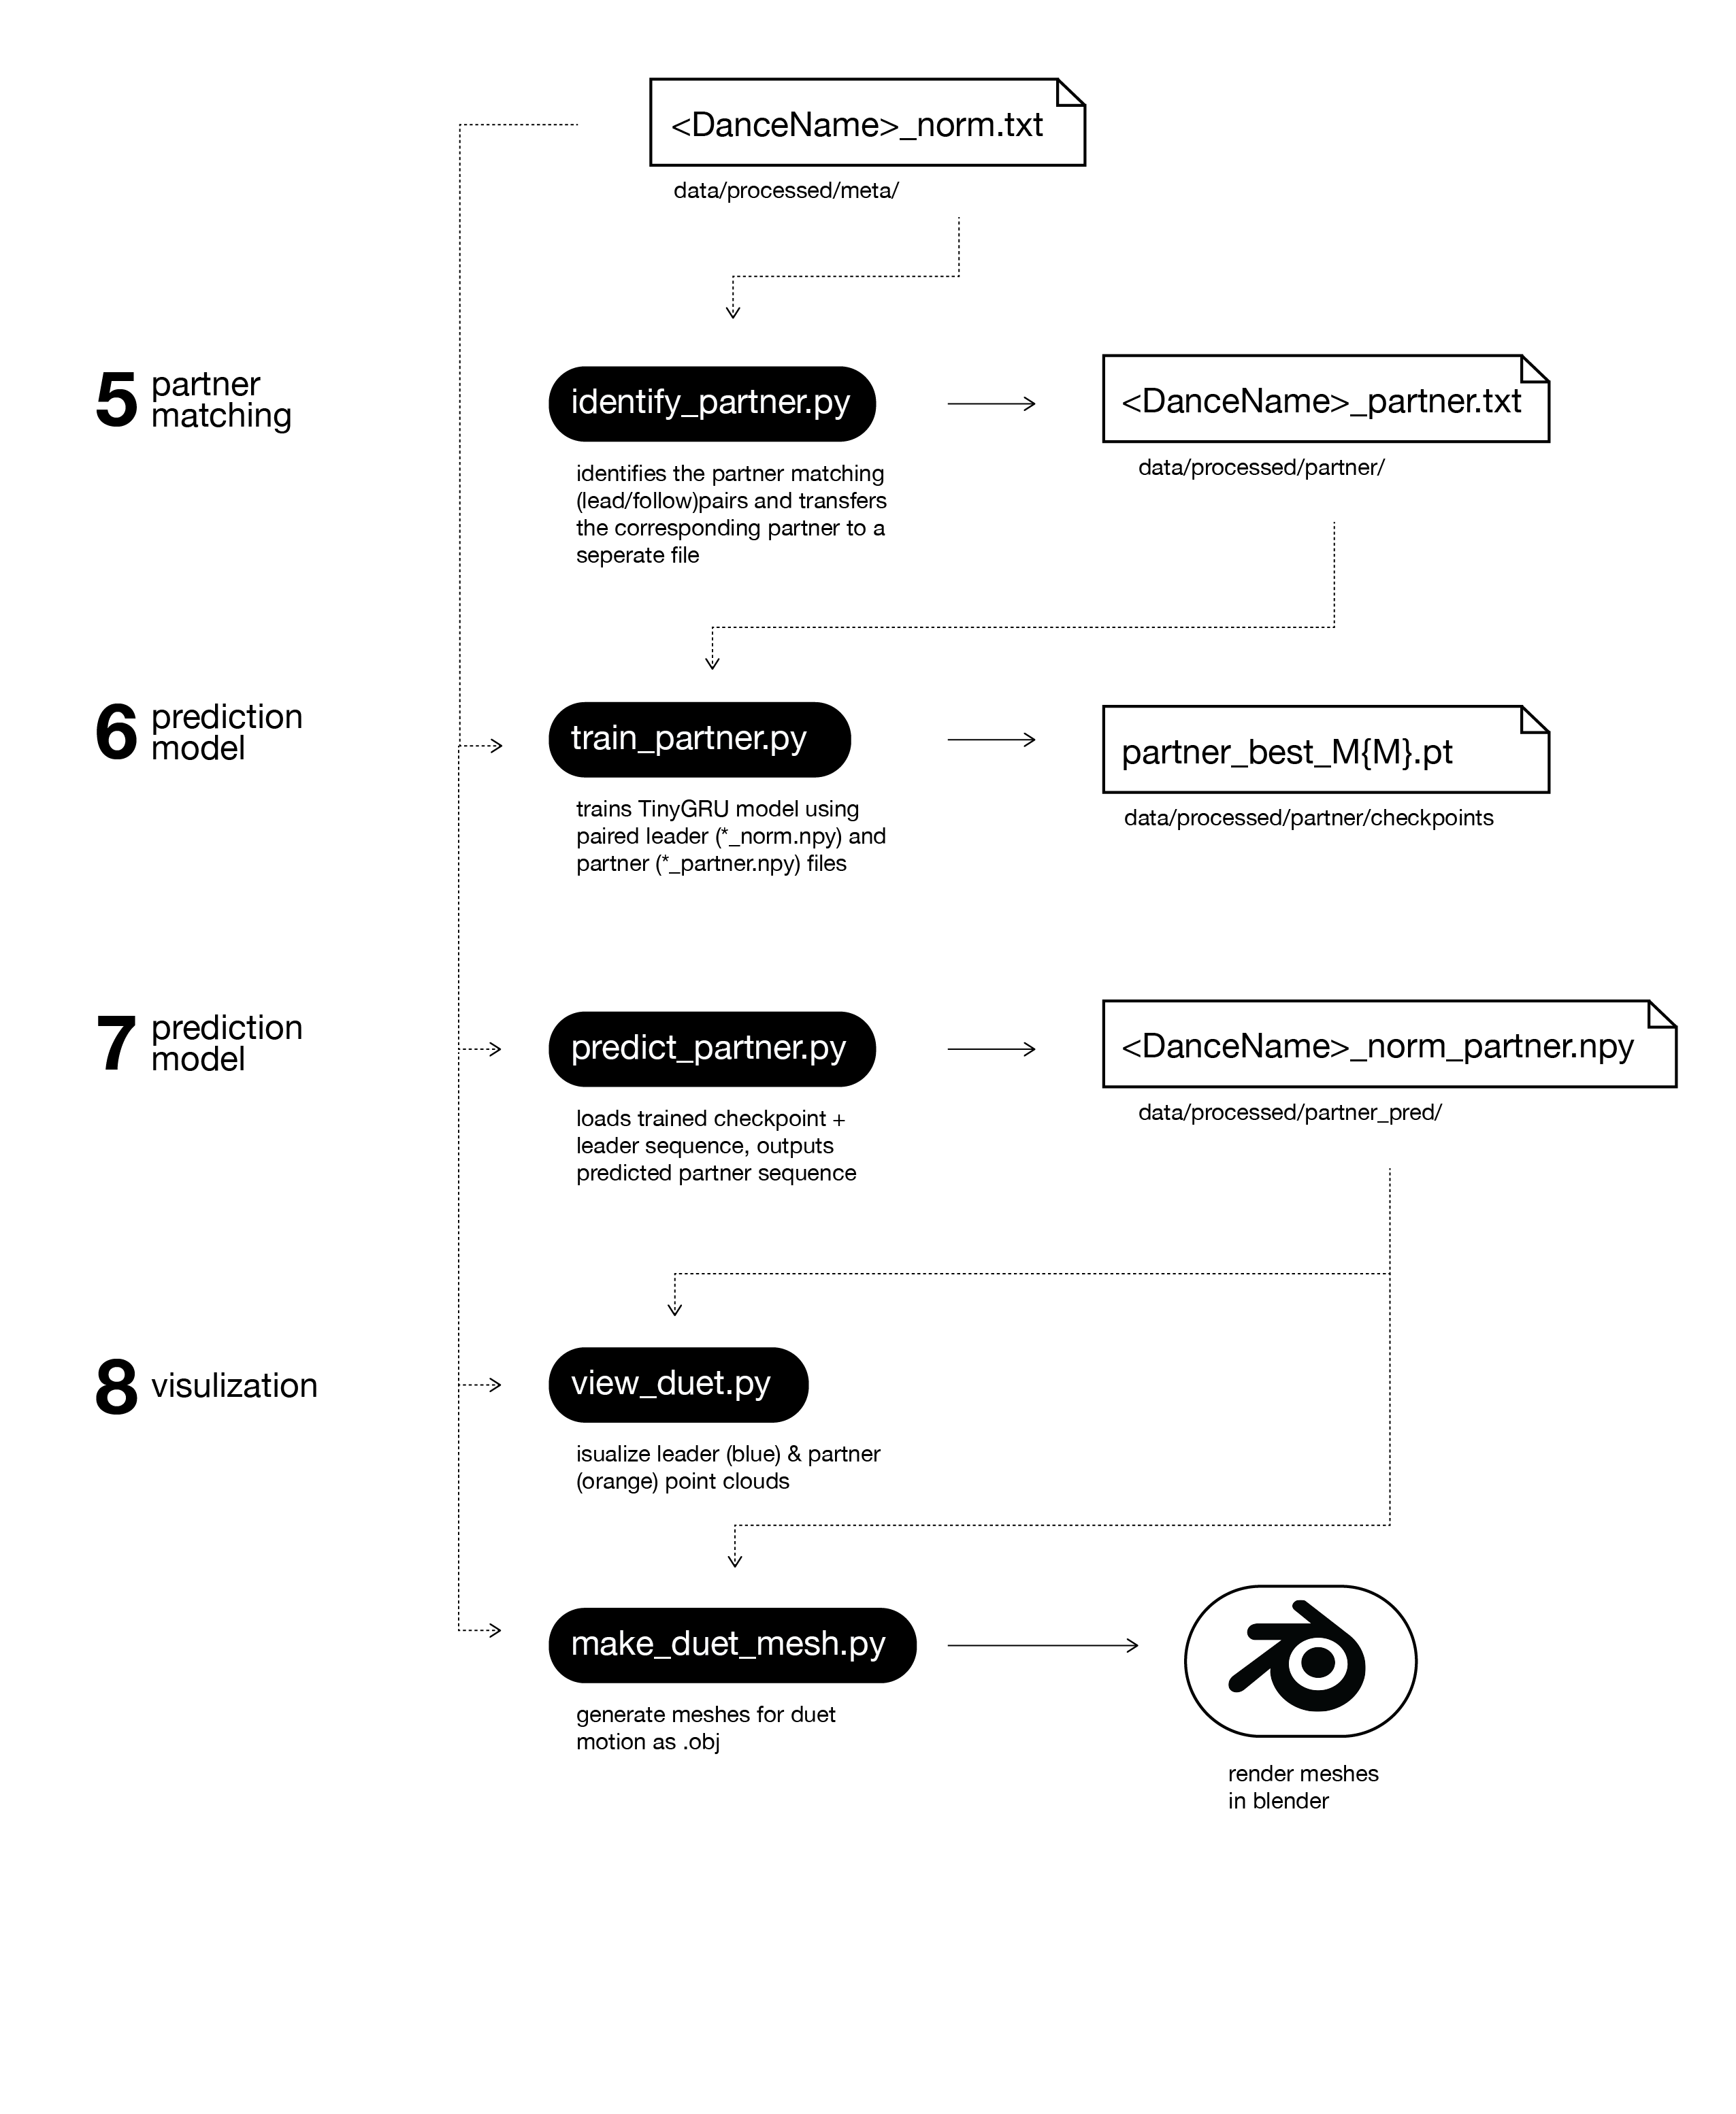 <DanceName>_norm.txt
data/processed/meta/
5 partner
matching
identify_partner.py
<DanceName>_partner.txt
data/processed/partner/
identifies the partner matching
(lead/follow)pairs and transfers
the corresponding partner to a
seperate file
6 prediction
model
train_partner.py
partner_best_M{M}.pt
data/processed/partner/checkpoints
trains TinyGRU model using
paired leader (*_norm.npy) and
partner (*_partner.npy) files
7 prediction
model
predict_partner.py
<DanceName>_norm_partner.npy
data/processed/partner_pred/
loads trained checkpoint +
leader sequence, outputs
predicted partner sequence
8 visulization
view_duet.py
isualize leader (blue) & partner
(orange) point clouds
make_duet_mesh.py
generate meshes for duet
motion as .obj
render meshes
in blender